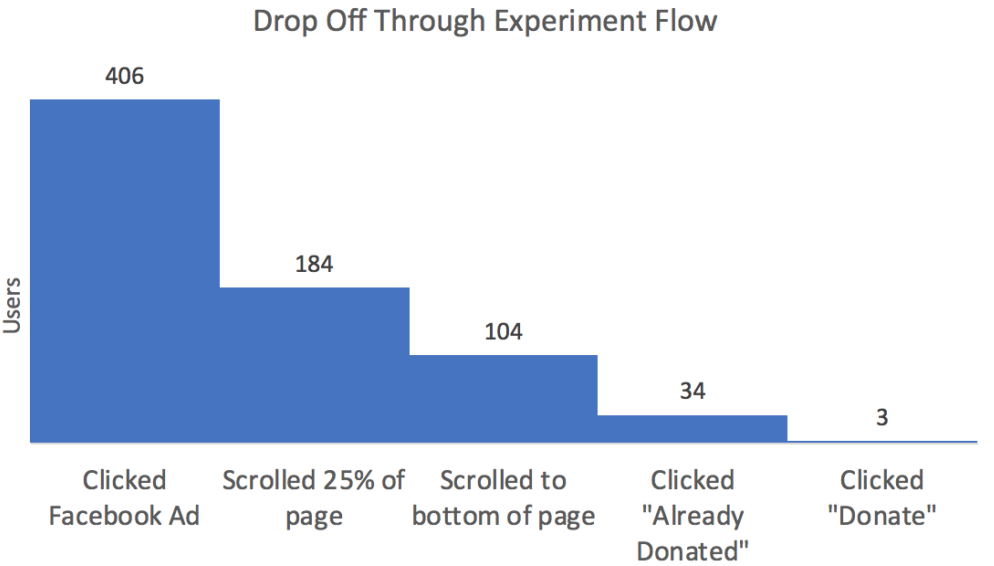 Drop Off Through Experiment Flow
406
184
104
34
3
Users
Clicked
Facebook Ad
Scrolled 25% of
page
Scrolled to
bottom of page
Clicked
"Already
Donated"
Clicked
"Donate"